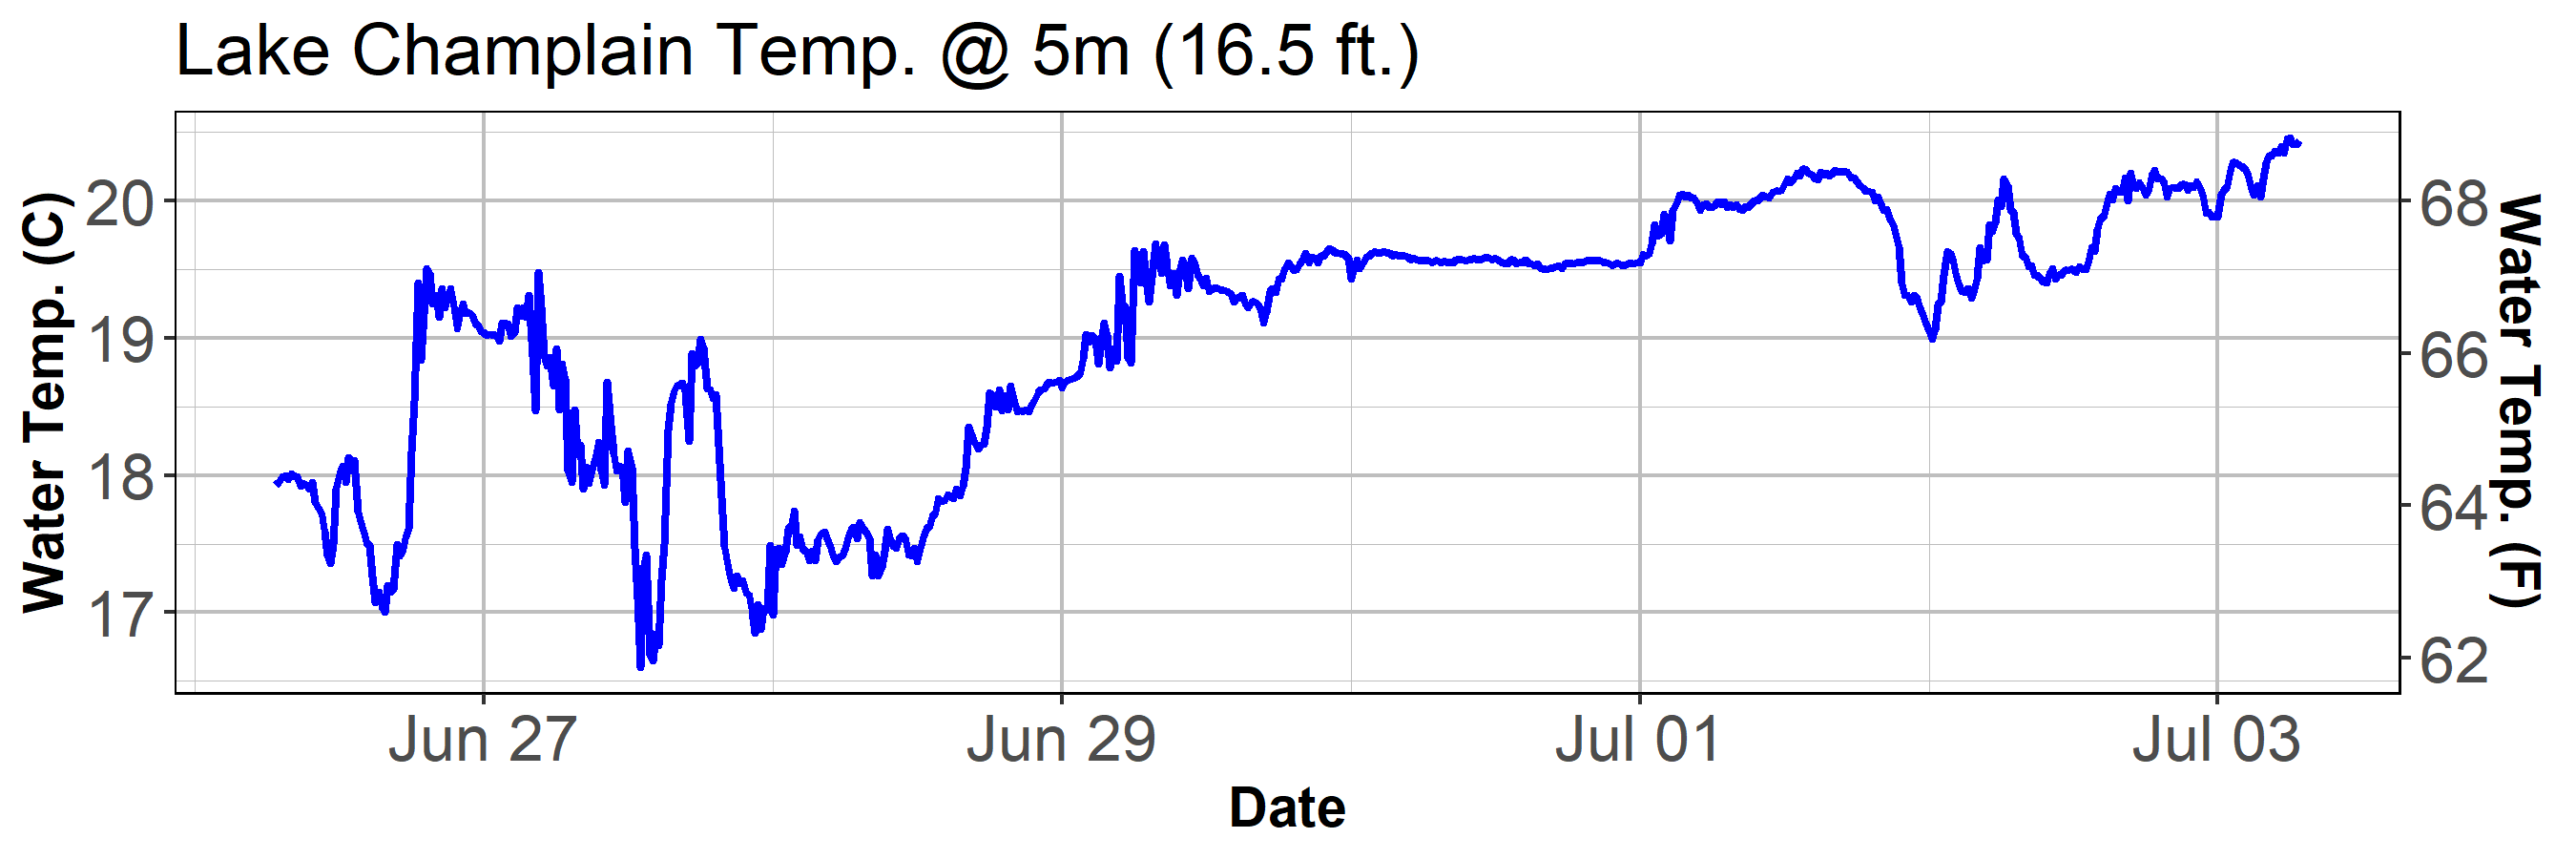 Lake Champlain Temp. @ 5m (16.5 ft.)
Water Temp. (C)
20
19
18
17
68
66
64
62
Water Temp. (F)
Jun 27
Jun 29
Jul 01
Jul 03
Date